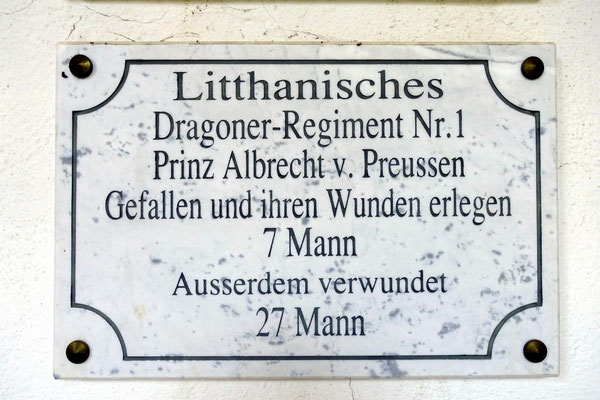 Litthanisches
Dragoner-Regiment Nr.1
Prinz Albrecht v. Preussen
Gefallen und ihren Wunden erlegen
7 Mann
Ausserdem verwundet
27 Mann